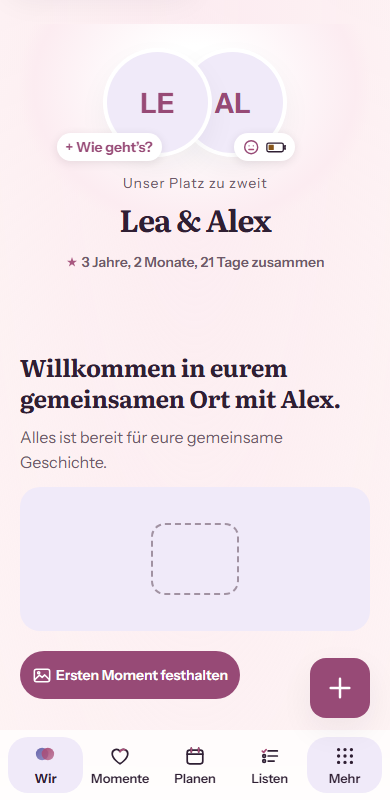 LE
AL
+ Wie geht's?
Unser Platz zu zweit
Lea & Alex
★ 3 Jahre, 2 Monate, 21 Tage zusammen
Willkommen in eurem
gemeinsamen Ort mit Alex.
Alles ist bereit für eure gemeinsame
Geschichte.
Ersten Moment festhalten
Wir
Momente
Planen
Listen
Mehr